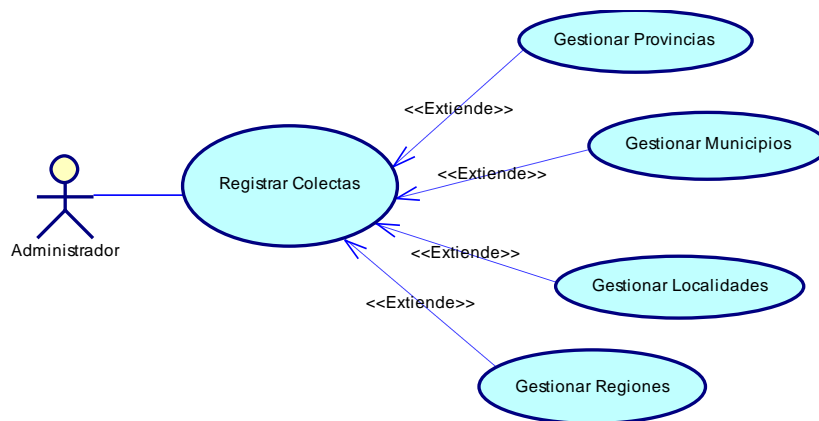 Gestionar Provincias
<<Extiende>>
Gestionar Municipios
<<Extiende>>
Registrar Colectas
Administrador
<<Extiende>>
Gestionar Localidades
<<Extiende>>
Gestionar Regiones